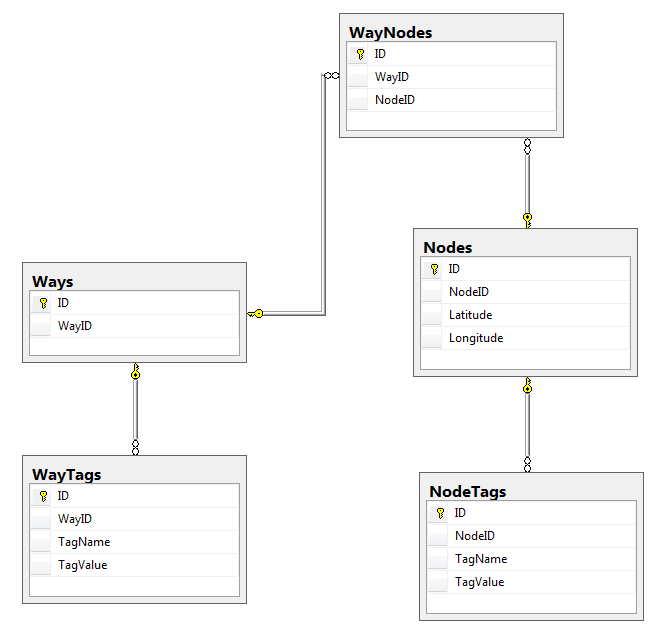 WayNodes
ID
WayID
NodeID
Ways
ID
WayID
Nodes
ID
NodeID
Latitude
Longitude
WayTags
ID
WayID
TagName
TagValue
NodeTags
ID
NodeID
TagName
TagValue